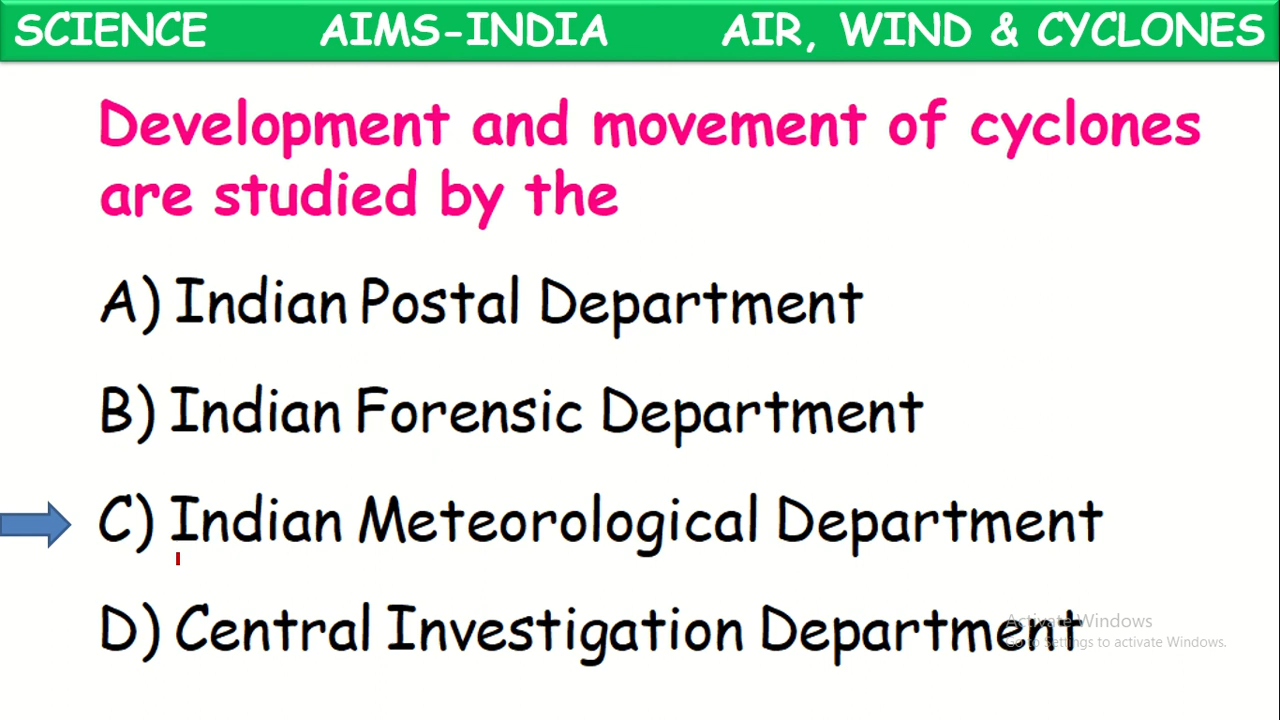 SCIENCE AIMS-INDIA AIR, WIND & CYCLONES
Development and movement of cyclones
are studied by the
A) Indian Postal Department
B) Indian Forensic Department
C) Indian Meteorological Department
D) Central Investigation Department
Activate Windows
Go to Settings to activate Windows.